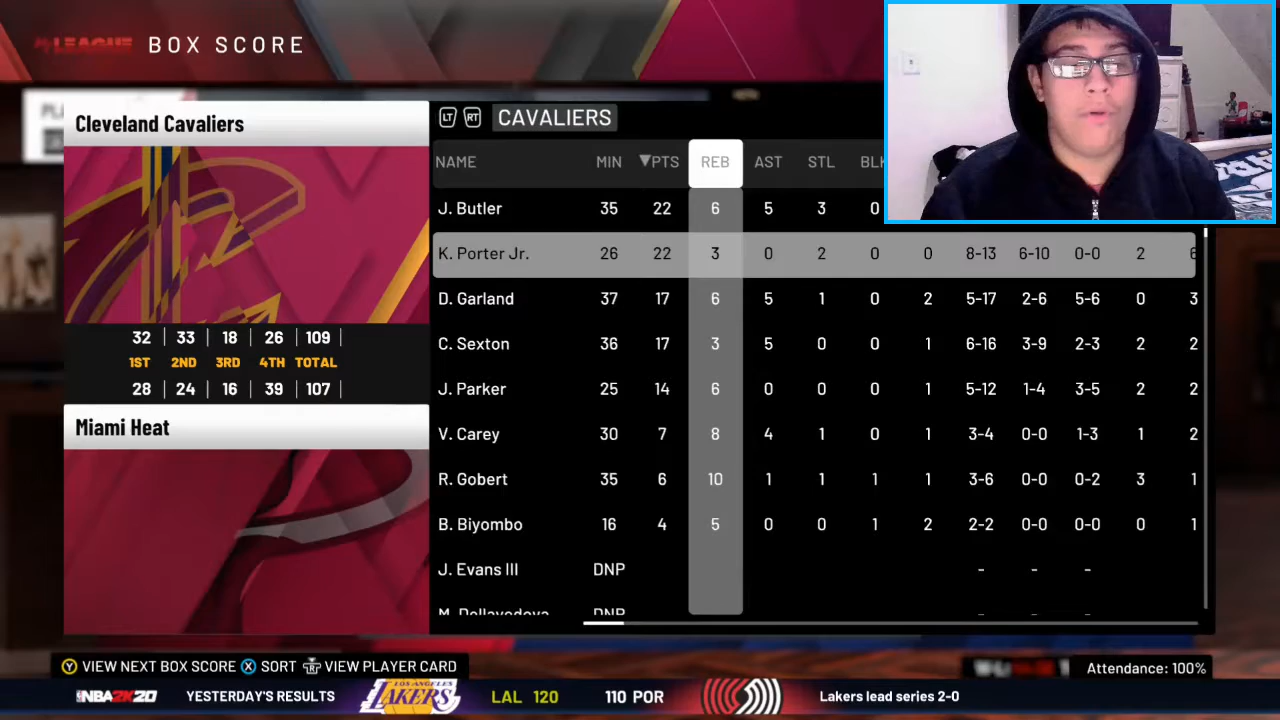 LEAGUE BOX SCORE
Cleveland Cavaliers
32 | 33 | 18 | 26 | 109 |
1ST 2ND 3RD 4TH TOTAL
28 | 24 | 16 | 39 | 107 |
Miami Heat
LT RT CAVALIERS
NAME MIN ▼PTS REB AST STL BLK
J. Butler 35 22 6 5 3 0
K. Porter Jr. 26 22 3 0 2 0 0 8-13 6-10 0-0 2 6
D. Garland 37 17 6 5 1 0 2 5-17 2-6 5-6 0 3
C. Sexton 36 17 3 5 0 0 1 6-16 3-9 2-3 2 2
J. Parker 25 14 6 0 0 0 1 5-12 1-4 3-5 2 2
V. Carey 30 7 8 4 1 0 1 3-4 0-0 1-3 1 2
R. Gobert 35 6 10 1 1 1 1 3-6 0-0 0-2 3 1
B. Biyombo 16 4 5 0 0 1 2 2-2 0-0 0-0 0 1
J. Evans III DNP - - -
M. Dellavedova DNP - - -
Y VIEW NEXT BOX SCORE X SORT R VIEW PLAYER CARD
Attendance: 100%
NBA2K20 YESTERDAY'S RESULTS LOS ANGELES LAKERS LAL 120 110 POR Lakers lead series 2-0